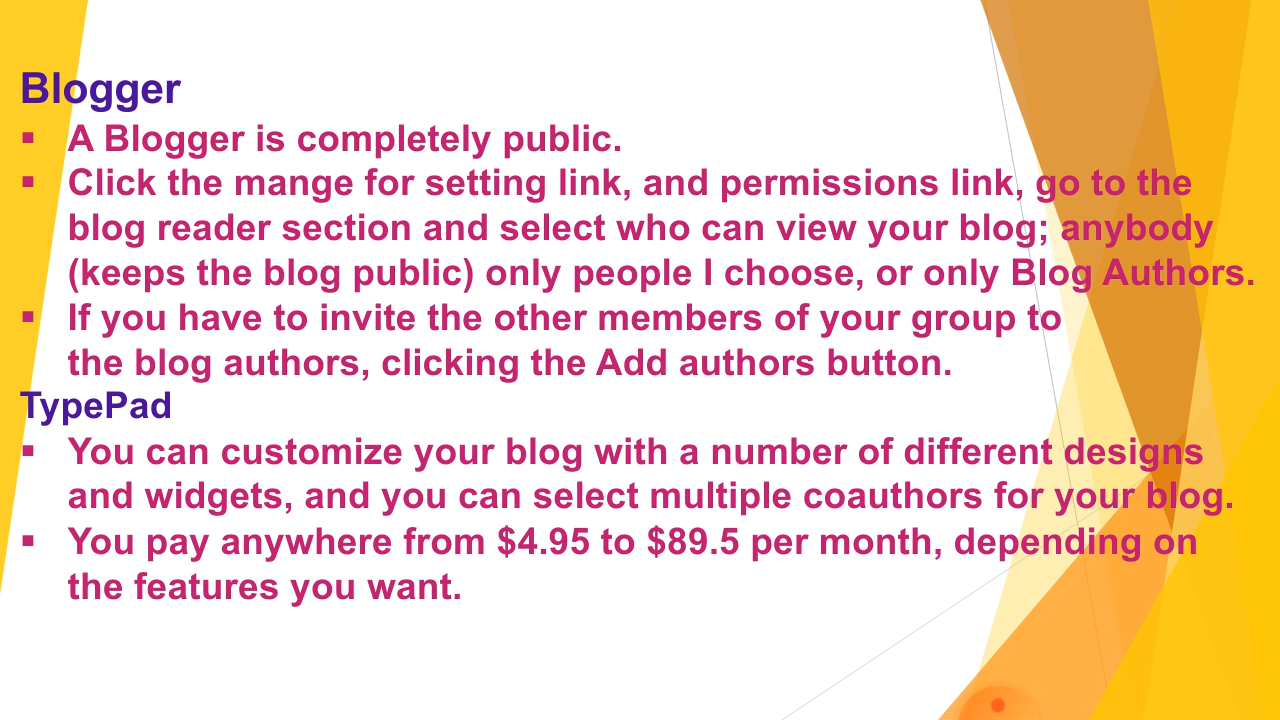 Blogger
▪ A Blogger is completely public.
▪ Click the mange for setting link, and permissions link, go to the
blog reader section and select who can view your blog; anybody
(keeps the blog public) only people I choose, or only Blog Authors.
▪ If you have to invite the other members of your group to
the blog authors, clicking the Add authors button.
TypePad
▪ You can customize your blog with a number of different designs
and widgets, and you can select multiple coauthors for your blog.
▪ You pay anywhere from $4.95 to $89.5 per month, depending on
the features you want.